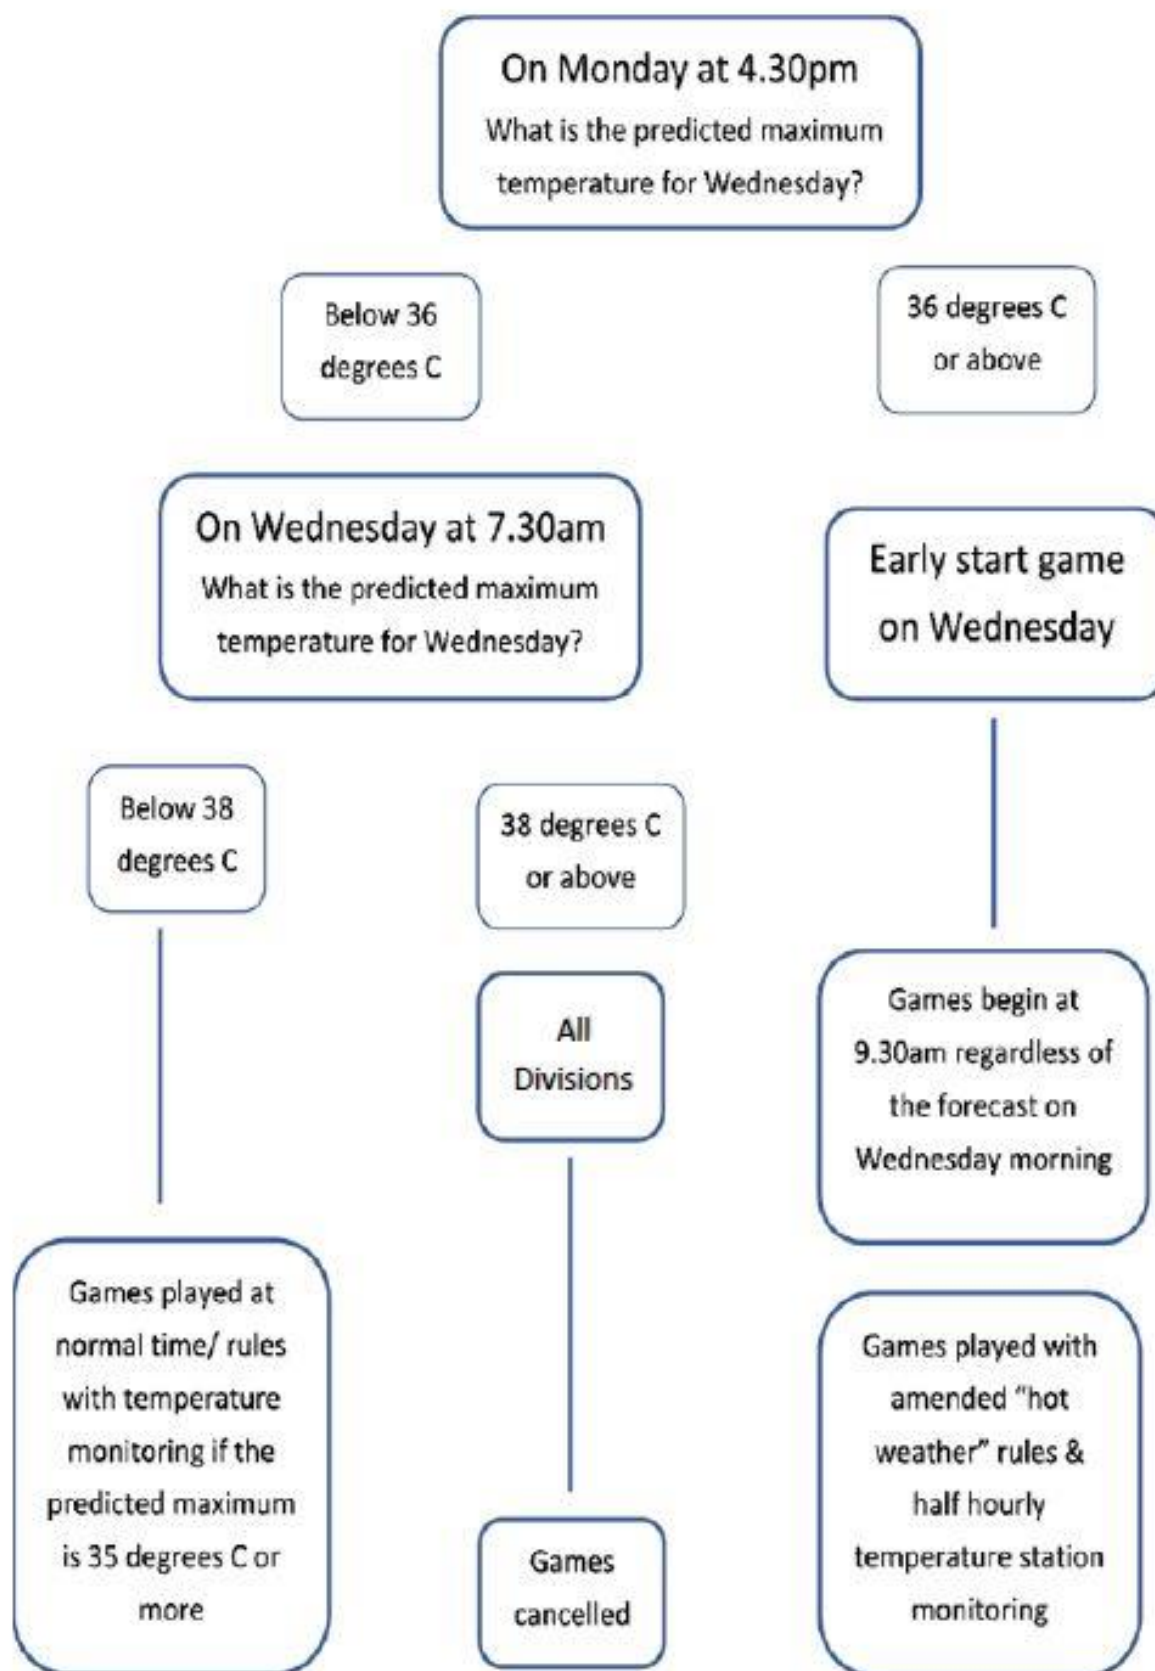 On Monday at 4.30pm
What is the predicted maximum
temperature for Wednesday?
Below 36
degrees C
36 degrees C
or above
On Wednesday at 7.30am
What is the predicted maximum
temperature for Wednesday?
Early start game
on Wednesday
Below 38
degrees C
38 degrees C
or above
All
Divisions
Games begin at
9.30am regardless of
the forecast on
Wednesday morning
Games played at
normal time/ rules
with temperature
monitoring if the
predicted maximum
is 35 degrees C or
more
Games
cancelled
Games played with
amended “hot
weather” rules &
half hourly
temperature station
monitoring